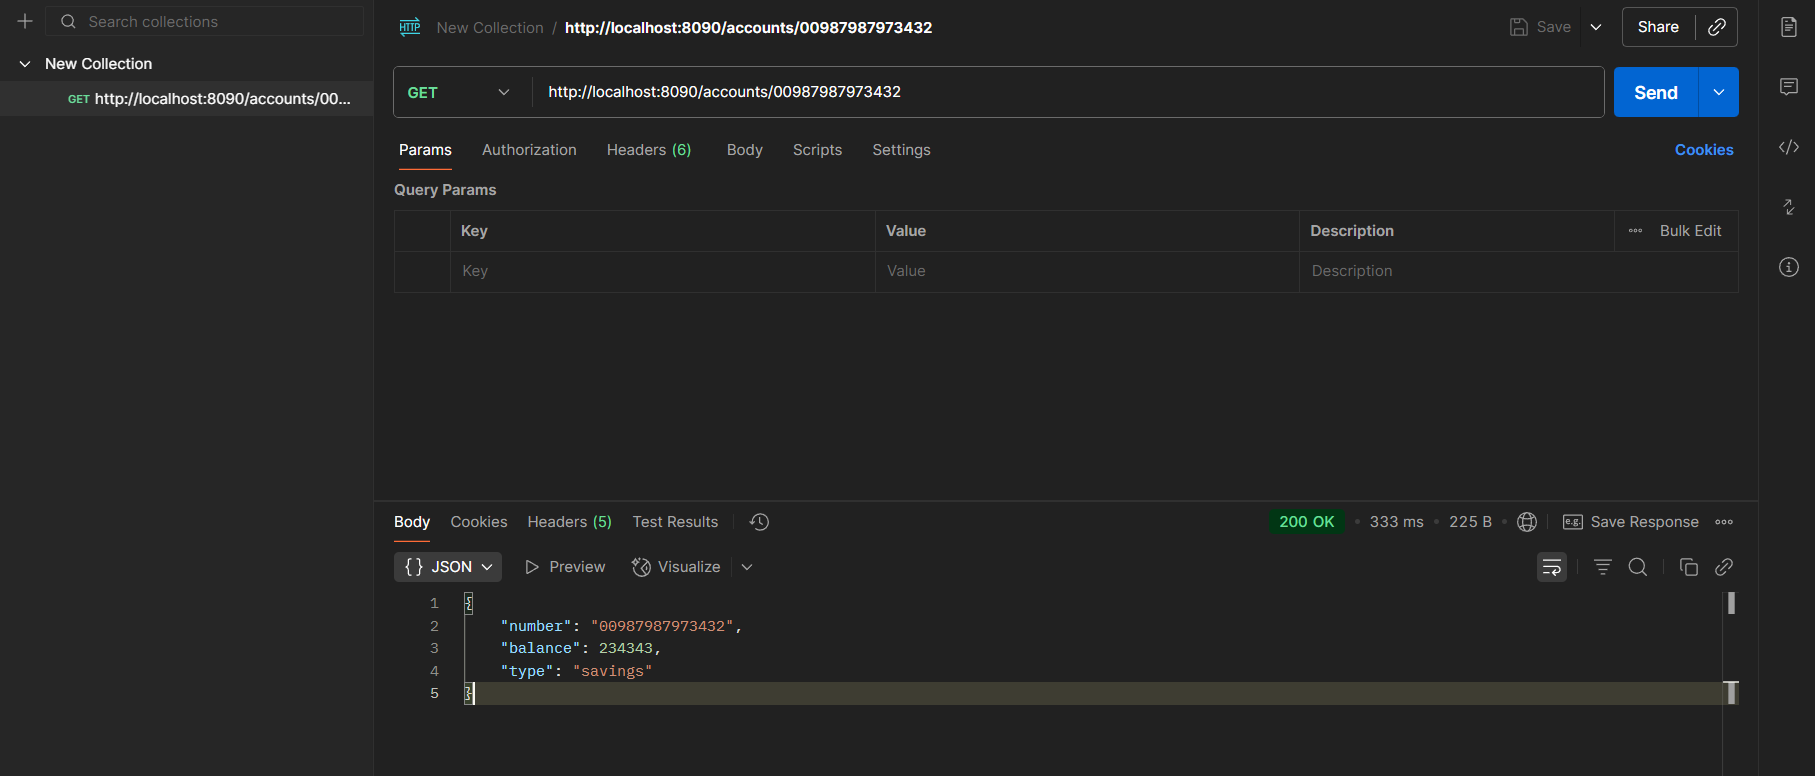 Search collections
New Collection
GET http://localhost:8090/accounts/00...
HTTP New Collection / http://localhost:8090/accounts/00987987973432
Save
Share
GET http://localhost:8090/accounts/00987987973432
Send
Params Authorization Headers (6) Body Scripts Settings Cookies
Query Params
Key Value Description Bulk Edit
Key Value Description
Body Cookies Headers (5) Test Results 200 OK • 333 ms • 225 B • e.g. Save Response
{} JSON Preview Visualize
1 {
2 "number": "00987987973432",
3 "balance": 234343,
4 "type": "savings"
5 }